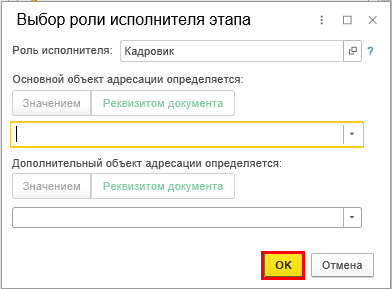 Выбор роли исполнителя этапа
Роль исполнителя: Кадровик ?
Основной объект адресации определяется:
Значением Реквизитом документа
Дополнительный объект адресации определяется:
Значением Реквизитом документа
ОК Отмена